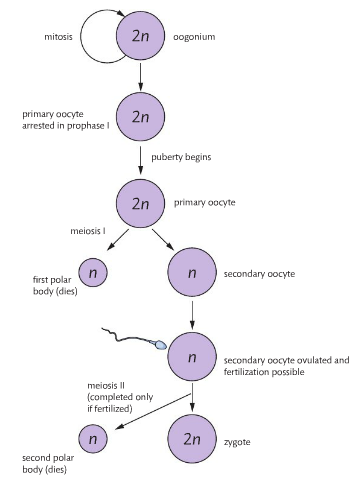 mitosis
2n
oogonium
primary oocyte
arrested in prophase I
2n
puberty begins
2n
primary oocyte
meiosis I
n
first polar
body (dies)
n
secondary oocyte
n
secondary oocyte ovulated and
fertilization possible
meiosis II
(completed only
if fertilized)
n
second polar
body (dies)
2n
zygote